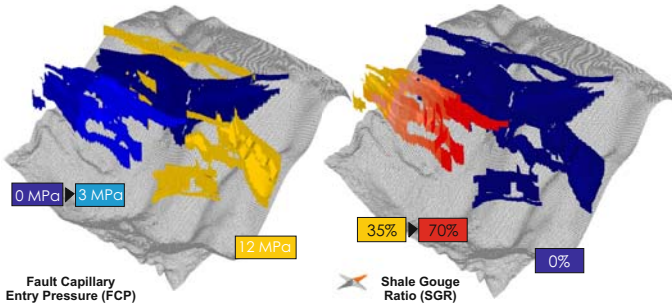 0 MPa
3 MPa
12 MPa
Fault Capillary
Entry Pressure (FCP)
35%
70%
0%
Shale Gouge
Ratio (SGR)